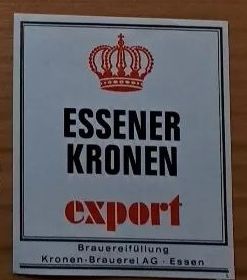 ESSENER
KRONEN
export
Brauereifüllung
Kronen-Brauerei AG · Essen